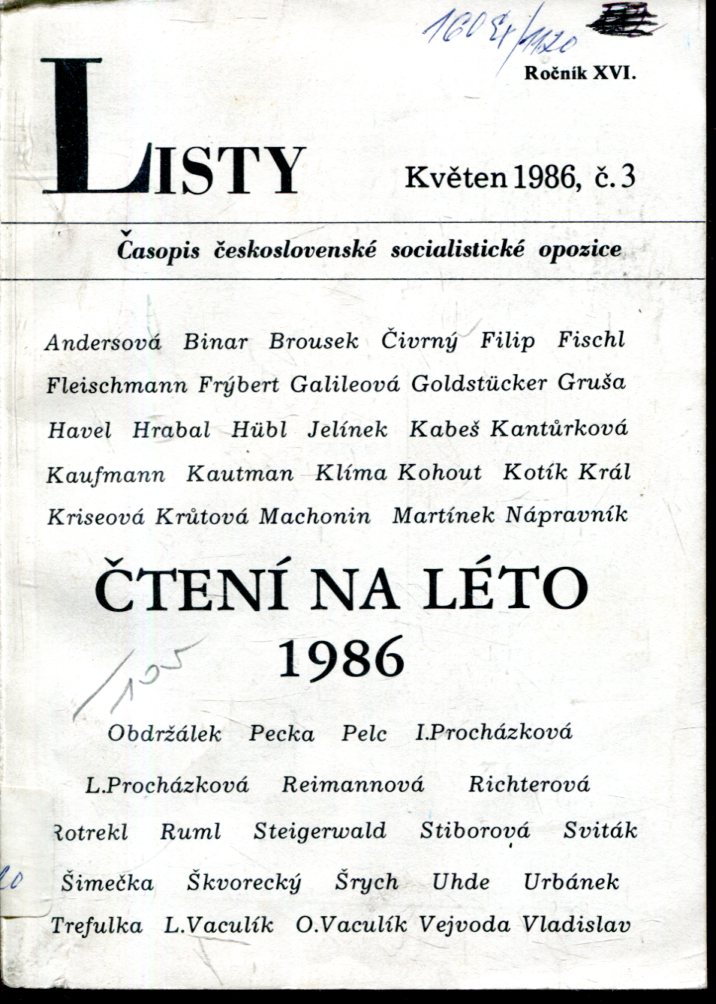 Ročník XVI.
LISTY
Květen 1986, č. 3
Časopis československé socialistické opozice
Andersová Binar Brousek Čivrný Filip Fischl
Fleischmann Frýbert Galileová Goldstücker Gruša
Havel Hrabal Hübl Jelínek Kabeš Kantůrková
Kaufmann Kautman Klíma Kohout Kotík Král
Kriseová Krůtová Machonin Martínek Nápravník
ČTENÍ NA LÉTO
1986
Obdržálek Pecka Pelc I.Procházková
L.Procházková Reimannová Richterová
Rotrekl Ruml Steigerwald Stiborová Sviták
Šimečka Škvorecký Šrych Uhde Urbánek
Trefulka L.Vaculík O.Vaculík Vejvoda Vladislav